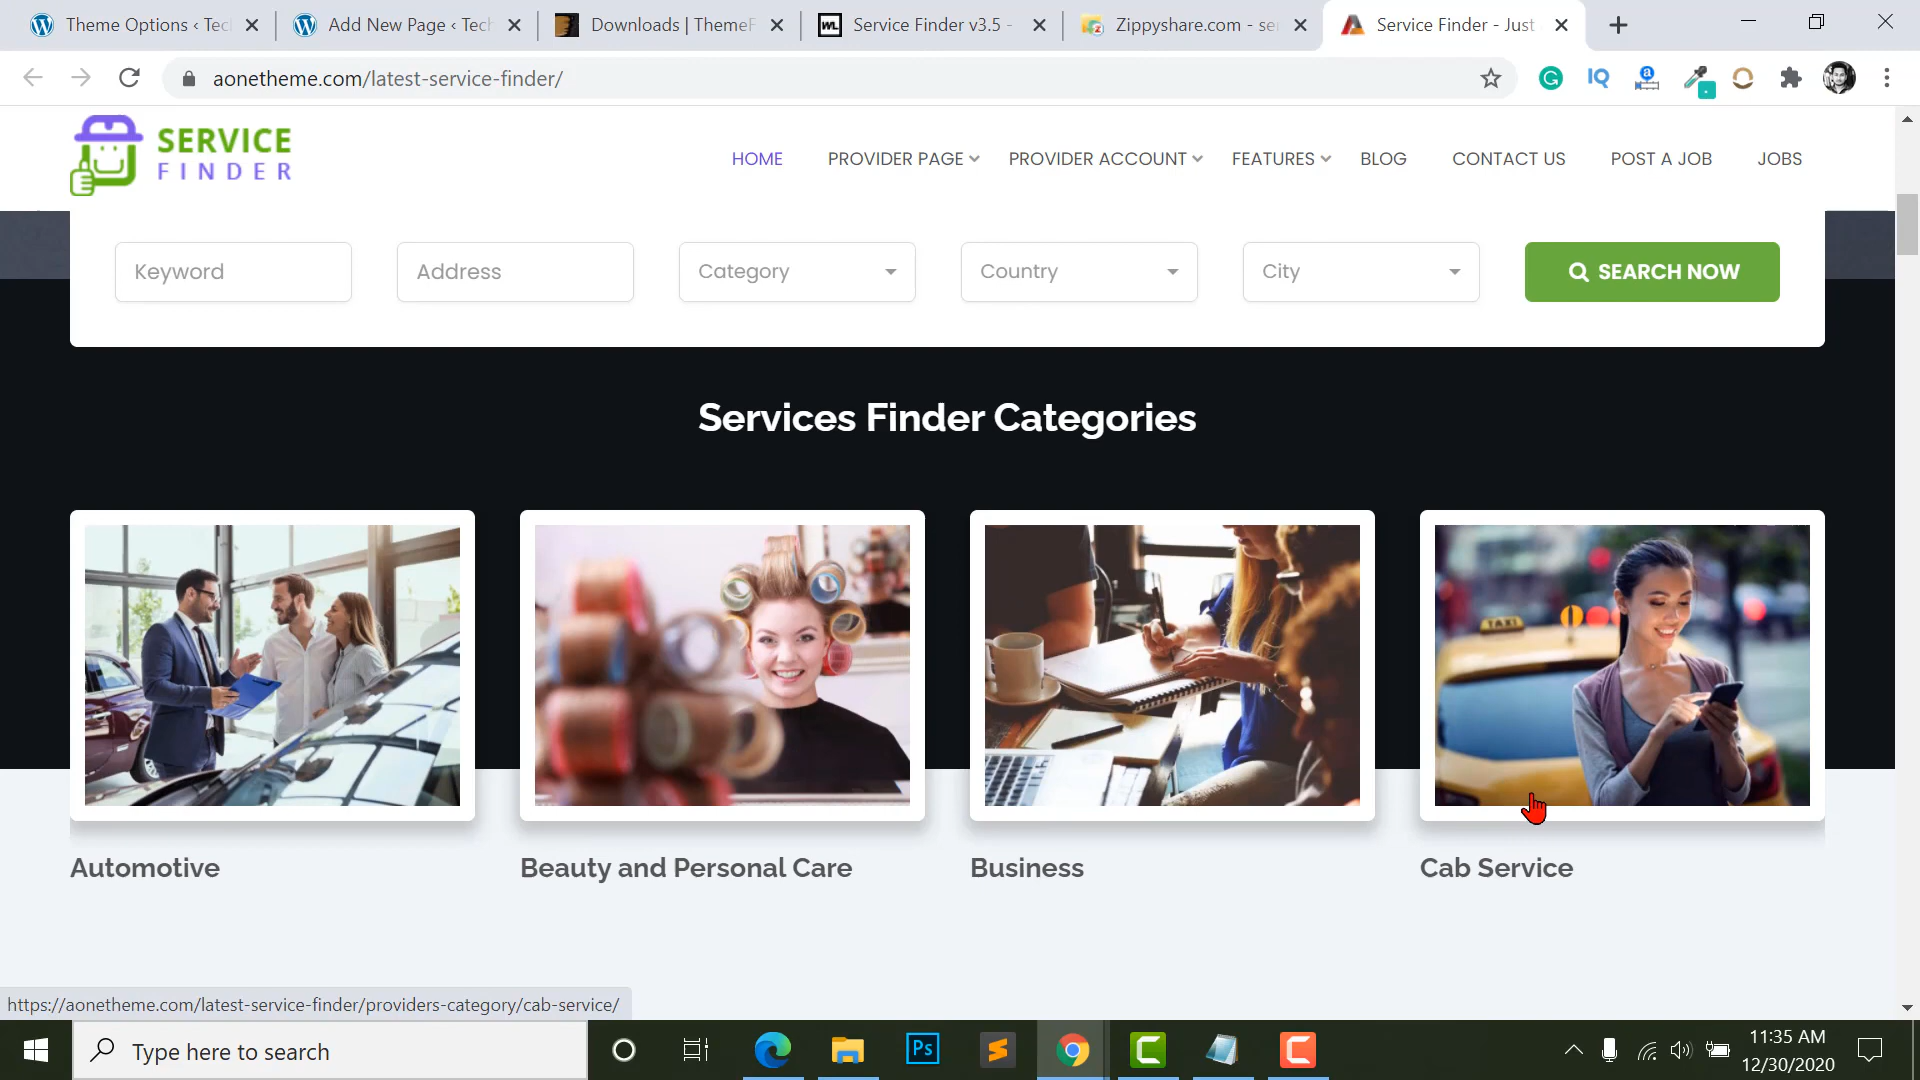 Theme Options ‹ Tec
Add New Page ‹ Tech
Downloads | ThemeF
Service Finder v3.5 -
Zippyshare.com - ser
Service Finder - Just
aonetheme.com/latest-service-finder/
SERVICE
FINDER
HOME
PROVIDER PAGE
PROVIDER ACCOUNT
FEATURES
BLOG
CONTACT US
POST A JOB
JOBS
Keyword
Address
Category
Country
City
SEARCH NOW
Services Finder Categories
TAXI
Automotive
Beauty and Personal Care
Business
Cab Service
https://aonetheme.com/latest-service-finder/providers-category/cab-service/
Type here to search
Ps
11:35 AM
12/30/2020